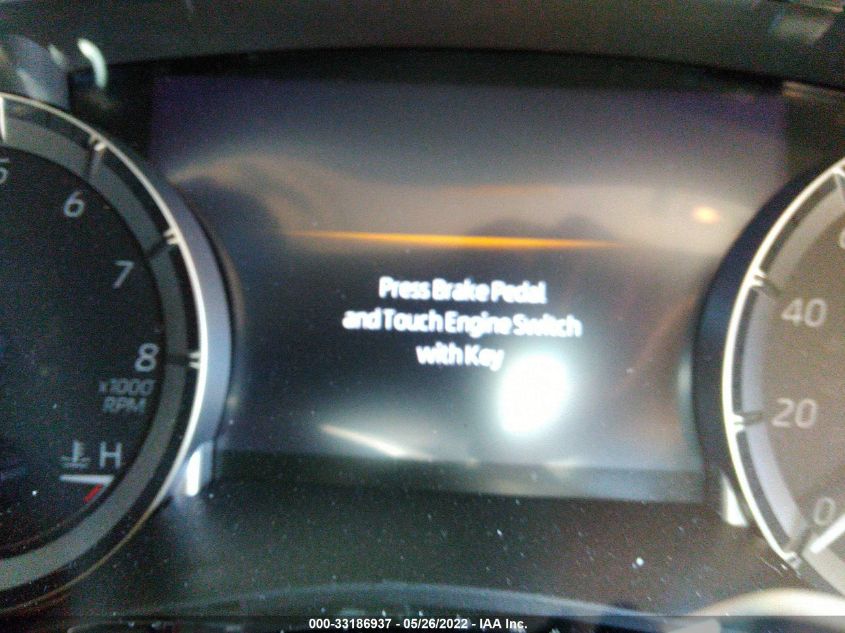 5
6
7
8
x1000
RPM
H
Press Brake Pedal
and Touch Engine Switch
with Key
40
20
0
000-33186937 - 05/26/2022 - IAA Inc.